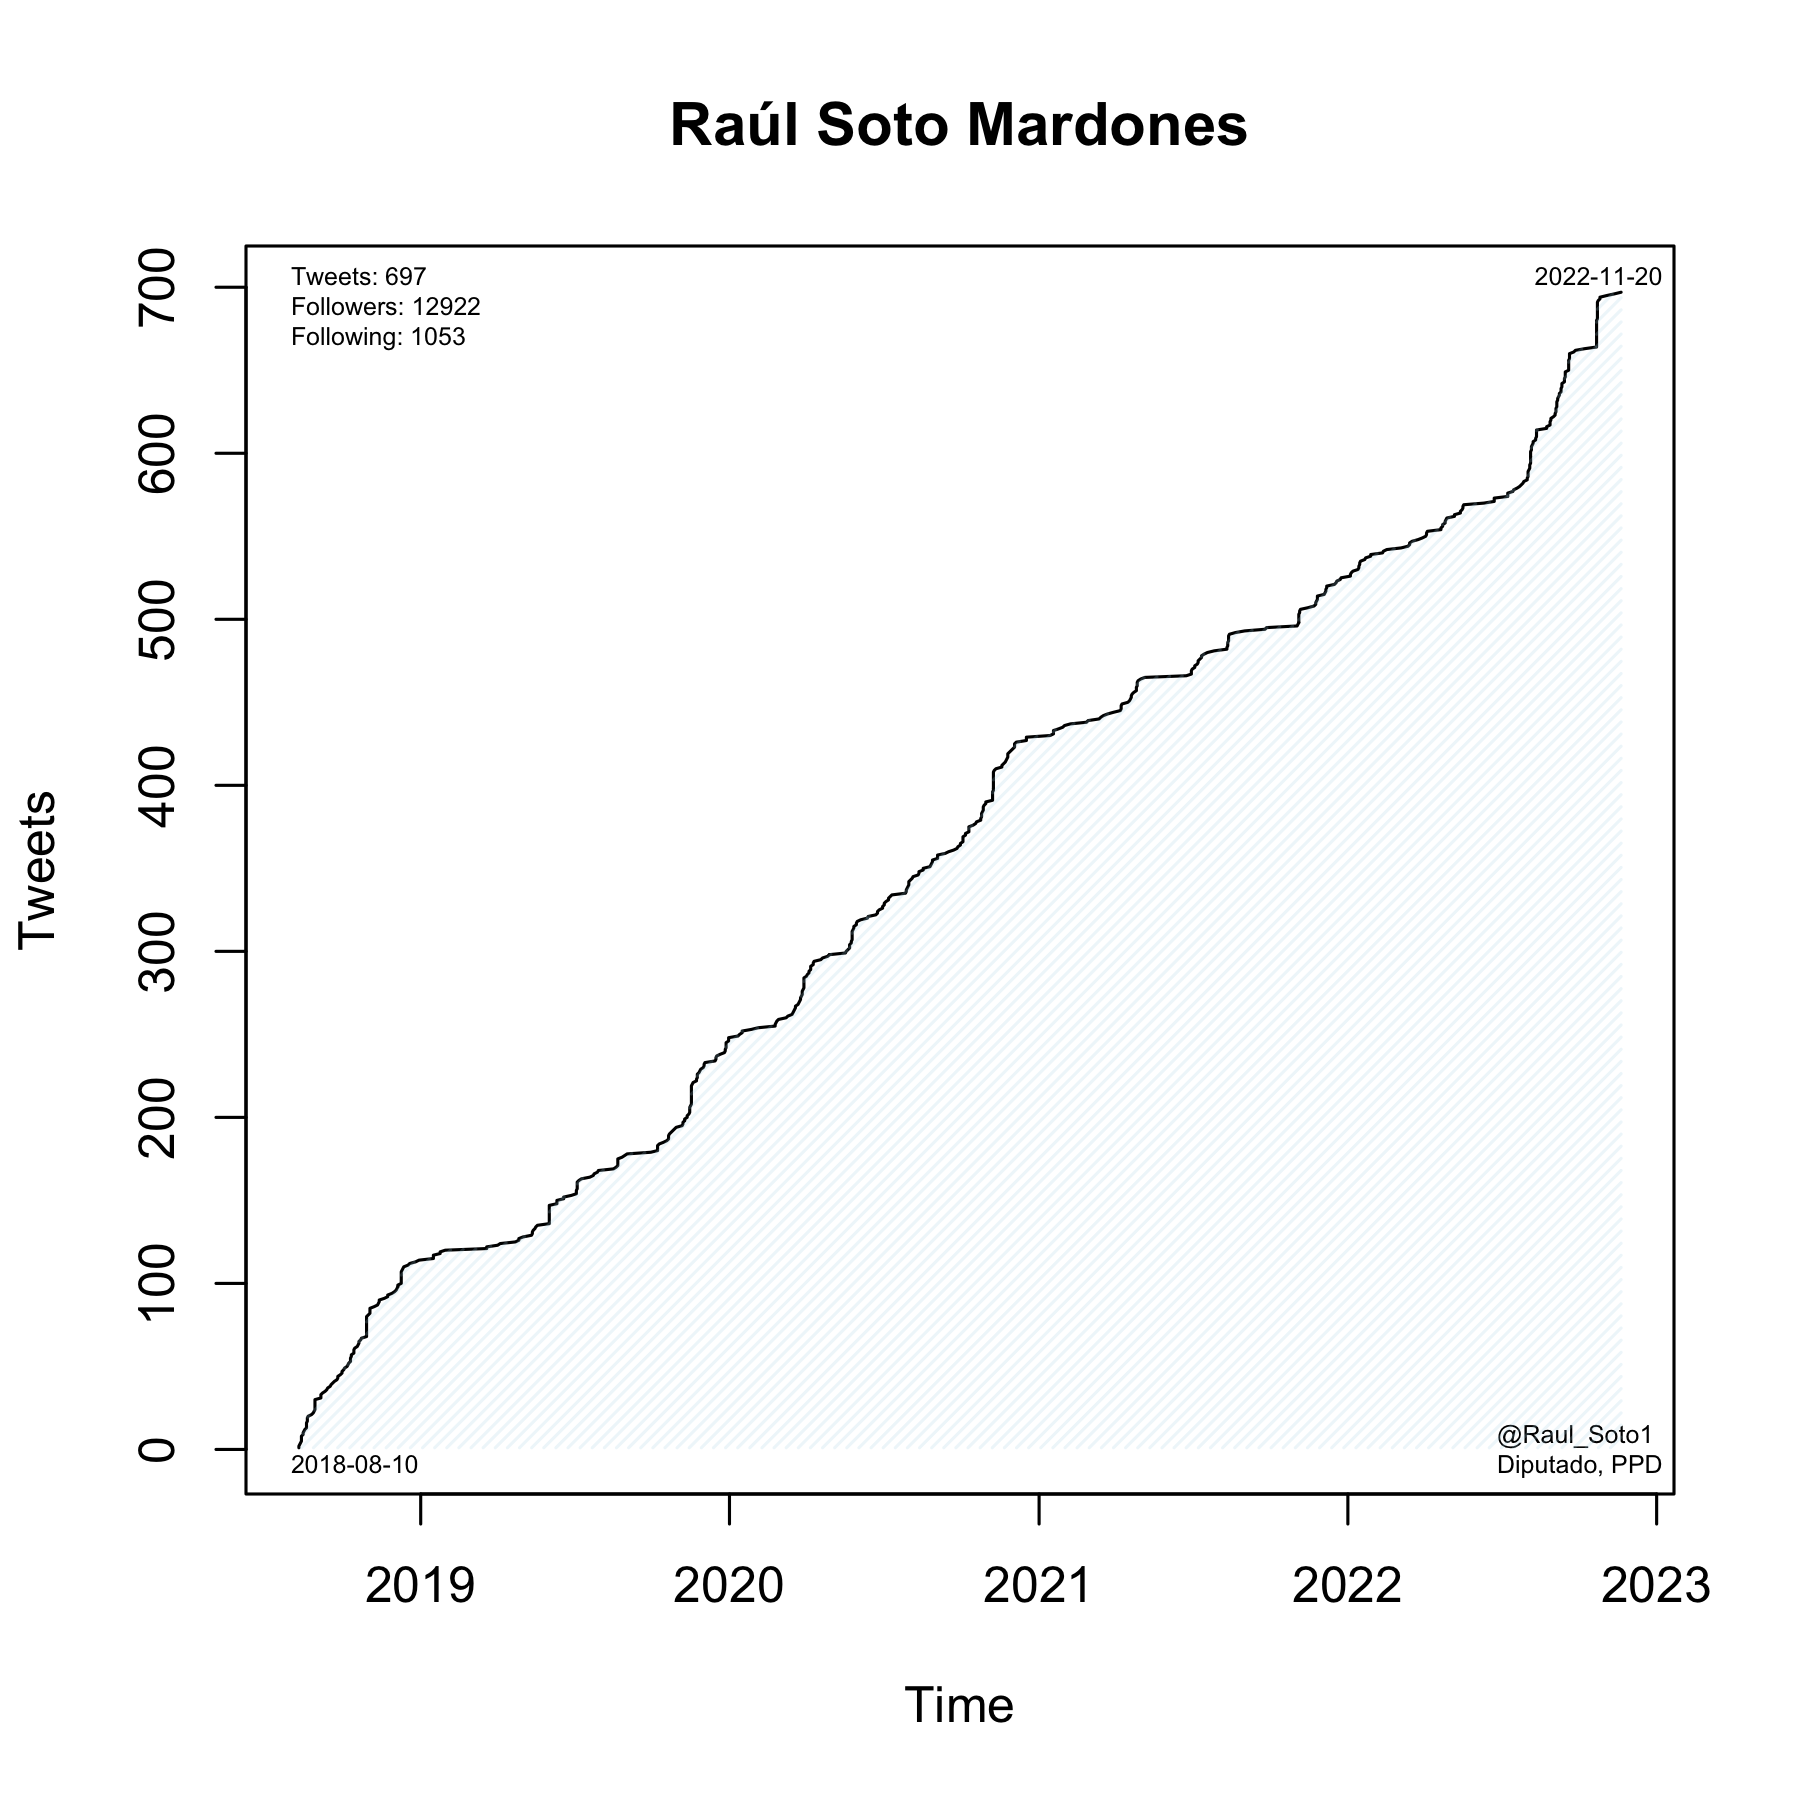 Raúl Soto Mardones
Tweets: 697
Followers: 12922
Following: 1053
2022-11-20
700
600
500
400
300
200
100
0
Tweets
2018-08-10
@Raul_Soto1
Diputado, PPD
2019
2020
2021
2022
2023
Time